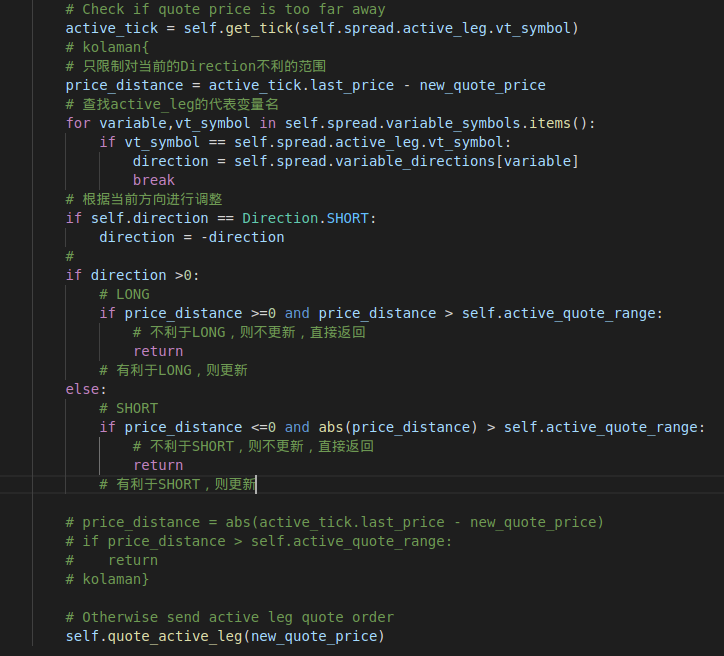 # Check if quote price is too far away
active_tick = self.get_tick(self.spread.active_leg.vt_symbol)
# kolaman{
# 只限制对当前的Direction不利的范围
price_distance = active_tick.last_price - new_quote_price
# 查找active_leg的代表变量名
for variable,vt_symbol in self.spread.variable_symbols.items():
if vt_symbol == self.spread.active_leg.vt_symbol:
direction = self.spread.variable_directions[variable]
break
# 根据当前方向进行调整
if self.direction == Direction.SHORT:
direction = -direction
#
if direction >0:
# LONG
if price_distance >=0 and price_distance > self.active_quote_range:
# 不利于LONG，则不更新，直接返回
return
# 有利于LONG，则更新
else:
# SHORT
if price_distance <=0 and abs(price_distance) > self.active_quote_range:
# 不利于SHORT，则不更新，直接返回
return
# 有利于SHORT，则更新
# price_distance = abs(active_tick.last_price - new_quote_price)
# if price_distance > self.active_quote_range:
#    return
# kolaman}
# Otherwise send active leg quote order
self.quote_active_leg(new_quote_price)